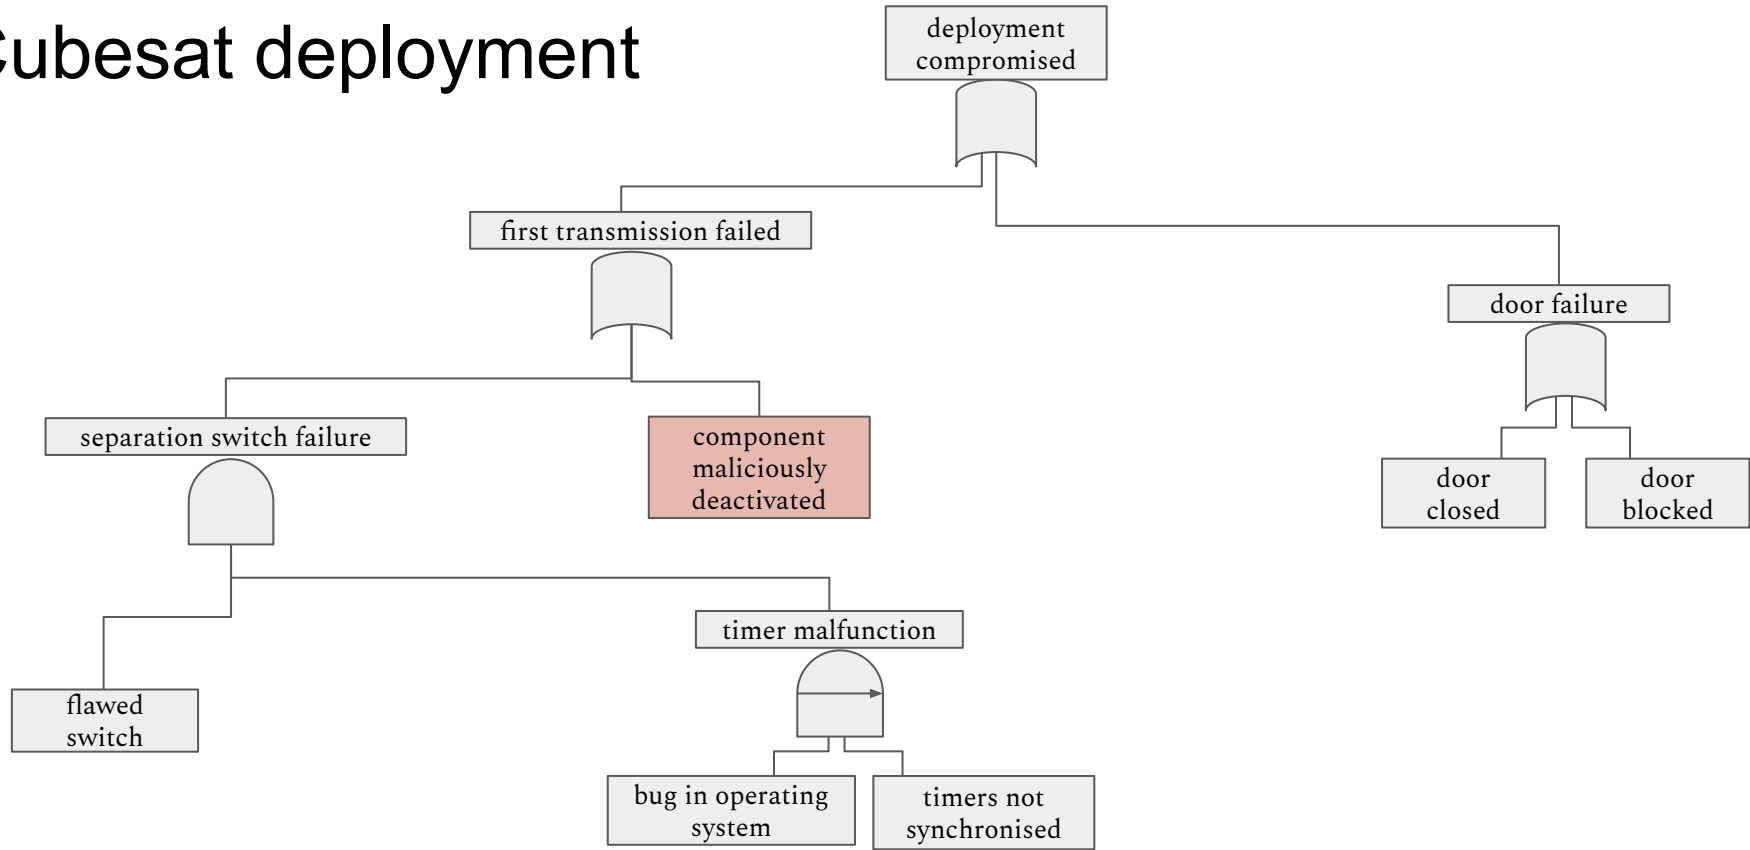 Cubesat deployment
deployment
compromised
first transmission failed
door failure
separation switch failure
component
maliciously
deactivated
door
closed
door
blocked
timer malfunction
flawed
switch
bug in operating
system
timers not
synchronised